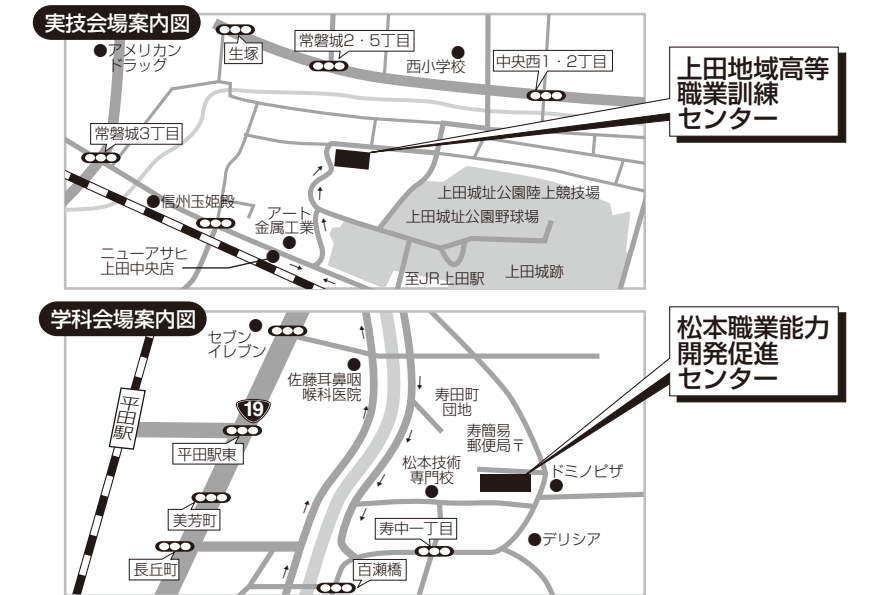 実技会場案内図
アメリカン
ドラッグ
生塚
常磐城2・5丁目
西小学校
中央西1・2丁目
上田地域高等
職業訓練
センター
常磐城3丁目
信州玉姫殿
アート
金属工業
上田城址公園陸上競技場
上田城址公園野球場
ニューアサヒ
上田中央店
至JR上田駅
上田城跡
学科会場案内図
セブン
イレブン
松本職業能力
開発促進
センター
佐藤耳鼻咽
喉科医院
平田駅
19
寿田町
団地
平田駅東
寿簡易
郵便局〒
松本技術
専門校
ドミノピザ
美芳町
寿中一丁目
デリシア
長丘町
百瀬橋